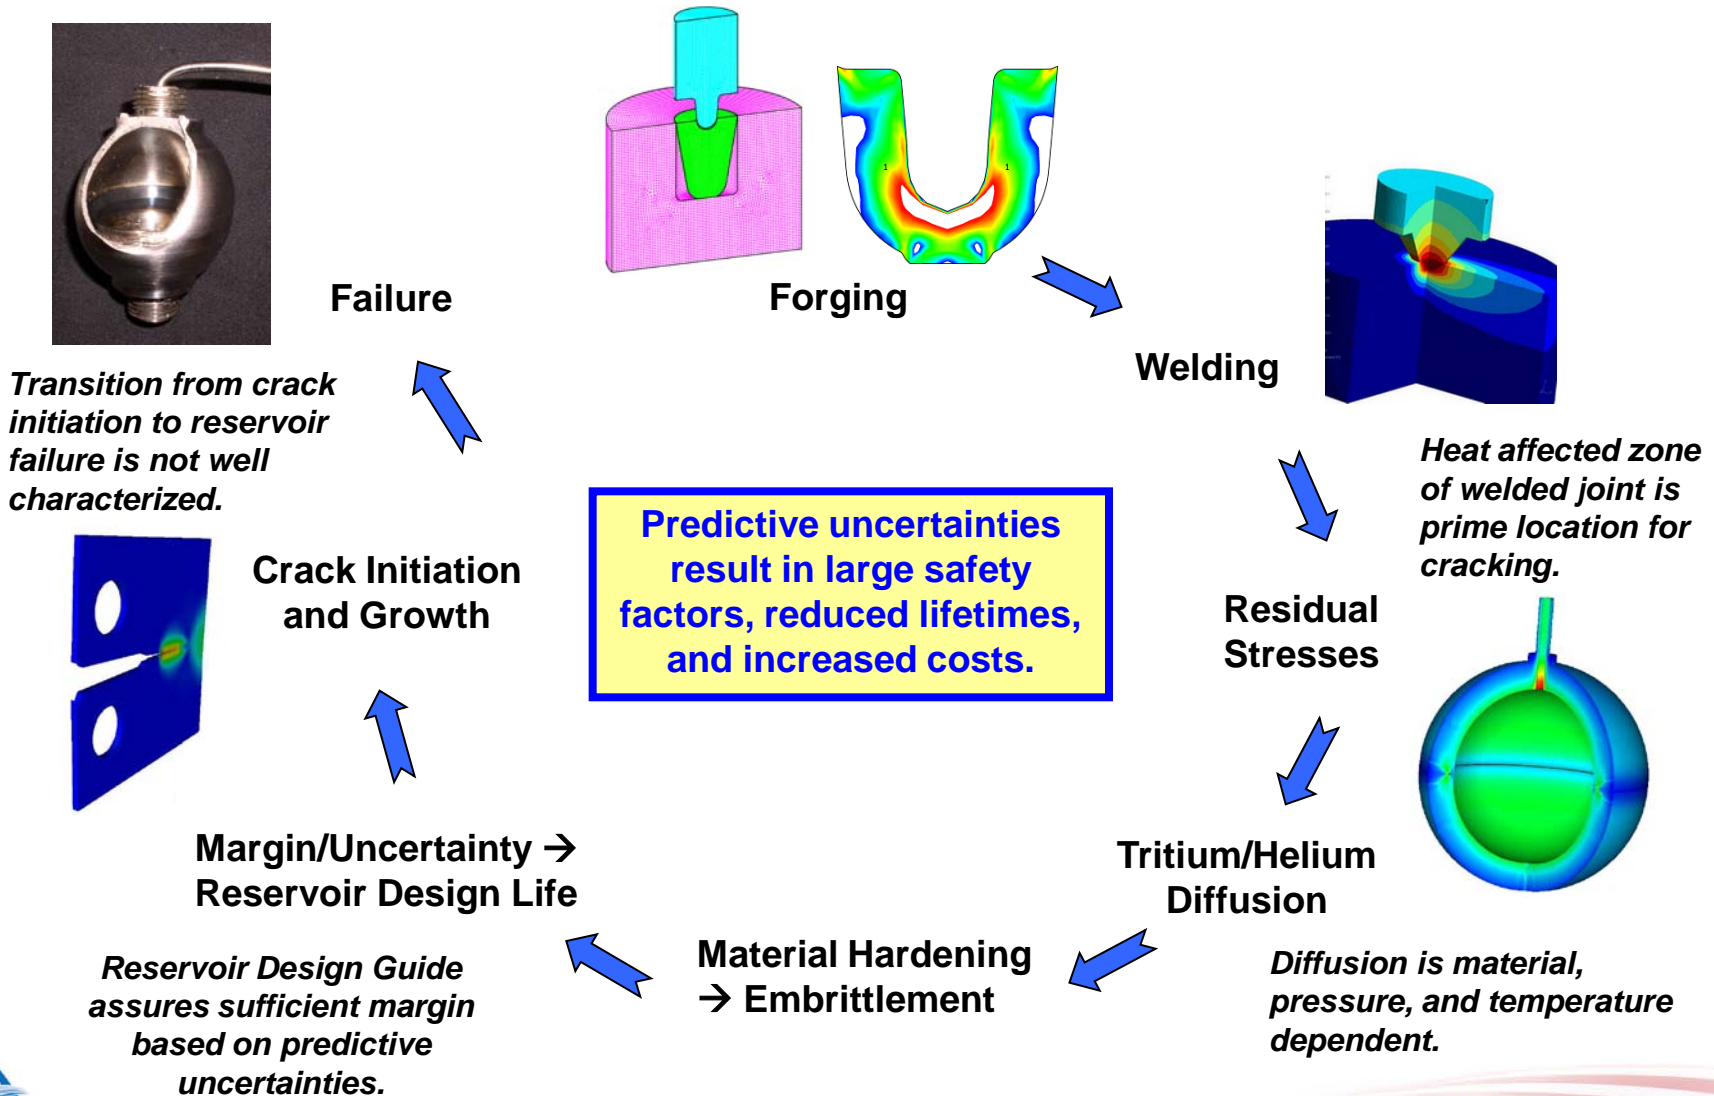 Forging
Welding
Heat affected zone
of welded joint is
prime location for
cracking.
Residual
Stresses
Tritium/Helium
Diffusion
Diffusion is material,
pressure, and temperature
dependent.
Material Hardening
→ Embrittlement
Margin/Uncertainty →
Reservoir Design Life
Reservoir Design Guide
assures sufficient margin
based on predictive
uncertainties.
Crack Initiation
and Growth
Failure
Transition from crack
initiation to reservoir
failure is not well
characterized.
Predictive uncertainties
result in large safety
factors, reduced lifetimes,
and increased costs.
1
1